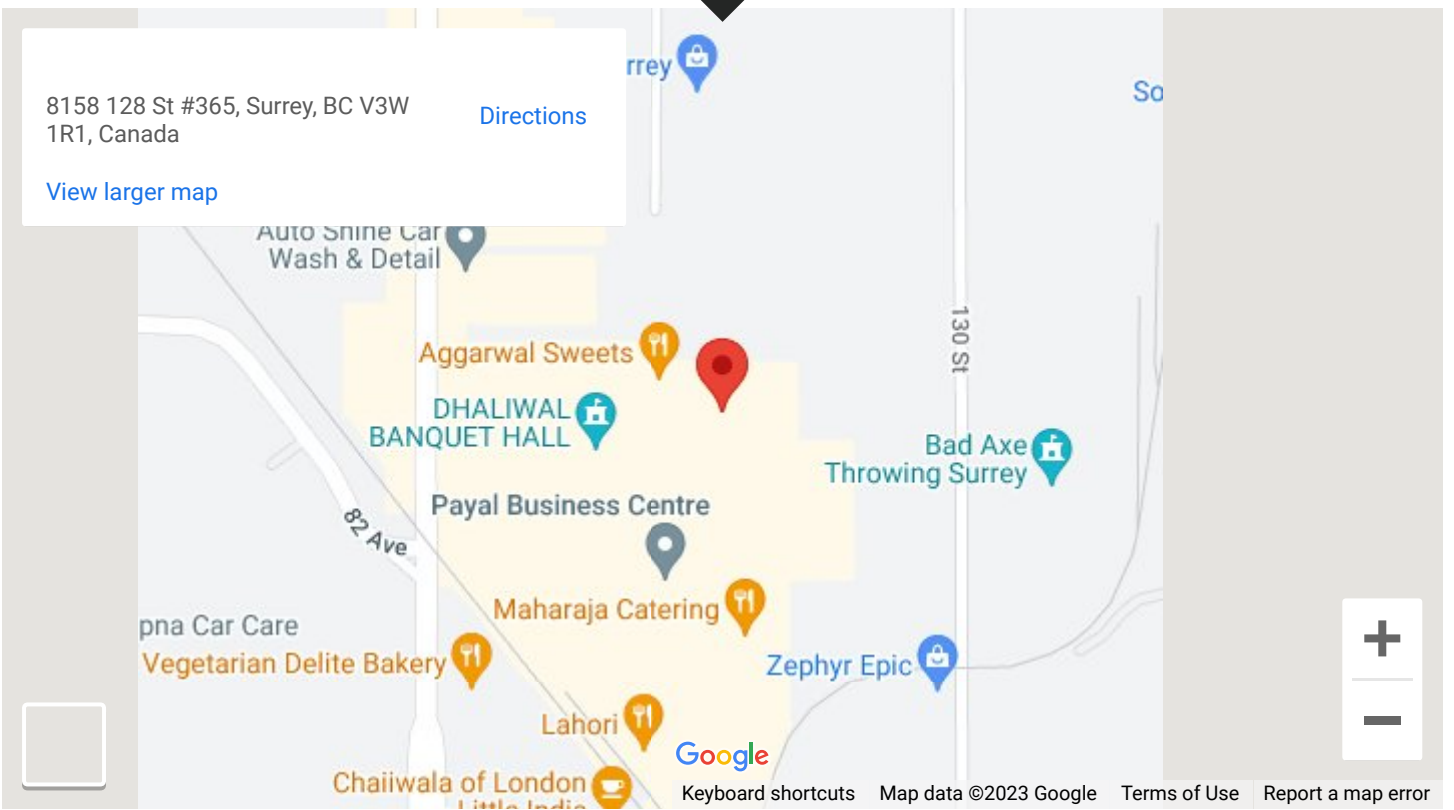 rrey
So
8158 128 St #365, Surrey, BC V3W
1R1, Canada
Directions
View larger map
Auto Shine Car
Wash & Detail
130 St
Aggarwal Sweets
DHALIWAL
BANQUET HALL
Bad Axe
Throwing Surrey
Payal Business Centre
82 Ave
Maharaja Catering
pna Car Care
Vegetarian Delite Bakery
Zephyr Epic
Lahori
Google
Chaiiwala of London
Little India
Keyboard shortcuts Map data ©2023 Google Terms of Use Report a map error